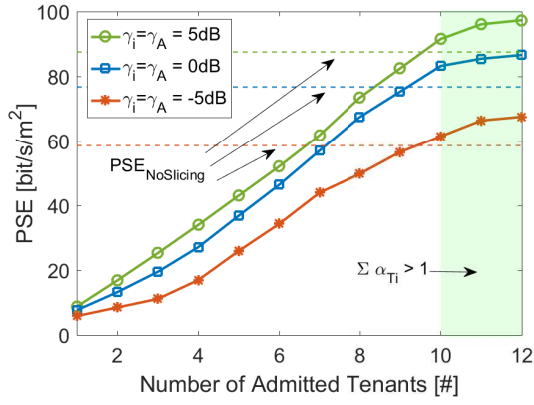 100
80
60
40
20
0
PSE [bit/s/m²]
γi=γA = 5dB
γi=γA = 0dB
γi=γA = -5dB
PSENoSlicing
Σ αTi > 1
2 4 6 8 10 12
Number of Admitted Tenants [#]